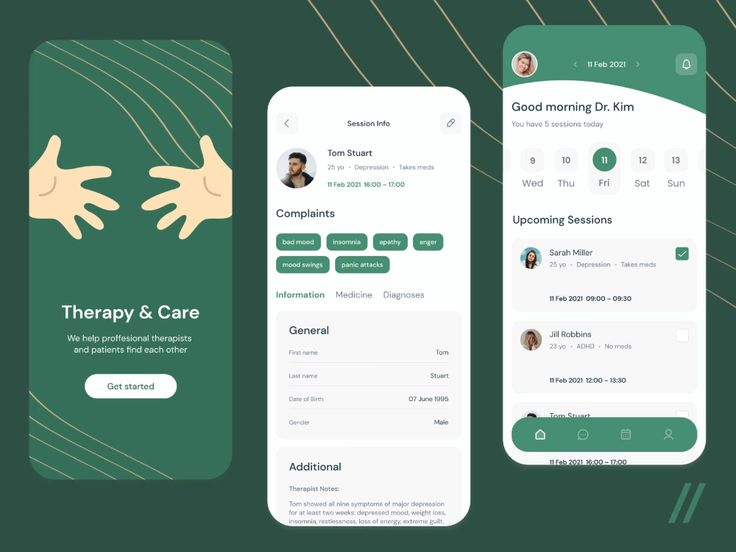 Therapy & Care
We help proffesional therapists
and patients find each other
Get started
Session Info
Tom Stuart
25 yo • Depression • Takes meds
11 Feb 2021 16:00 – 17:00
Complaints
bad mood insomnia apathy anger
mood swings panic attacks
Information Medicine Diagnoses
General
First name Tom
Last name Stuart
Date of Birth 07 June 1995
Gender Male
Additional
Therapist Notes:
Tom showed all nine symptoms of major depression
for at least two weeks: depressed mood, weight loss,
insomnia, restlessness, loss of energy, extreme guilt,
< 11 Feb 2021 >
Good morning Dr. Kim
You have 5 sessions today
9 10 11 12 13
Wed Thu Fri Sat Sun
Upcoming Sessions
Sarah Miller
25 yo • Depression • Takes meds
11 Feb 2021 09:00 – 09:30
Jill Robbins
23 yo • ADHD • No meds
11 Feb 2021 12:00 – 13:30
Tom Stuart
11 Feb 2021 16:00 – 17:00